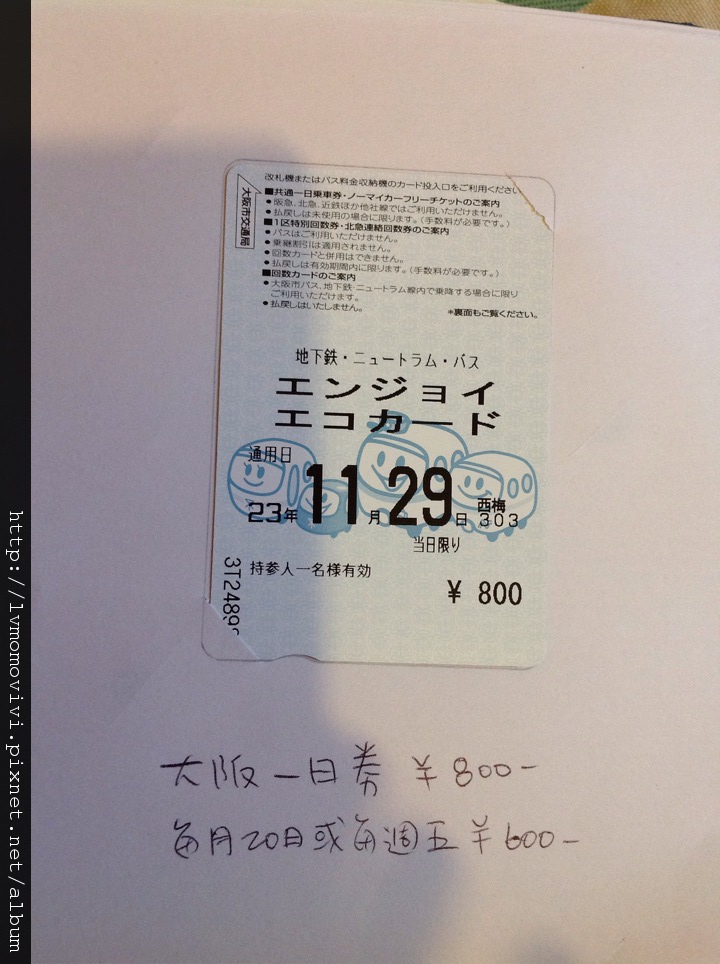 改札機またはバス料金収納機のカード投入口をご利用ください
■共通一日乗車券・ノーマイカーフリーチケットのご案内
●阪急、北急、近鉄ほか他社線ではご利用いただけません。
●払戻しは未使用の場合に限ります。（手数料が必要です。）
■1区特別回数券・北急連絡回数券のご案内
●バスはご利用いただけません。
●乗継割引は適用されません。
●回数カードと併用はできません。
●払戻しは有効期間内に限ります。（手数料が必要です。）
■回数カードのご案内
●大阪市バス、地下鉄・ニュートラム線内で乗降する場合に限り
ご利用いただけます。
●払戻しはいたしません。
*裏面もご覧ください。
大阪市交通局
地下鉄・ニュートラム・バス
エンジョイ
エコカード
通用日
23年11月29日 西梅303
当日限り
持参人一名様有効
¥ 800
3T2489
大阪一日券 ¥800-
每月20日或每週五 ¥600-
http://lvmomovivi.pixnet.net/album